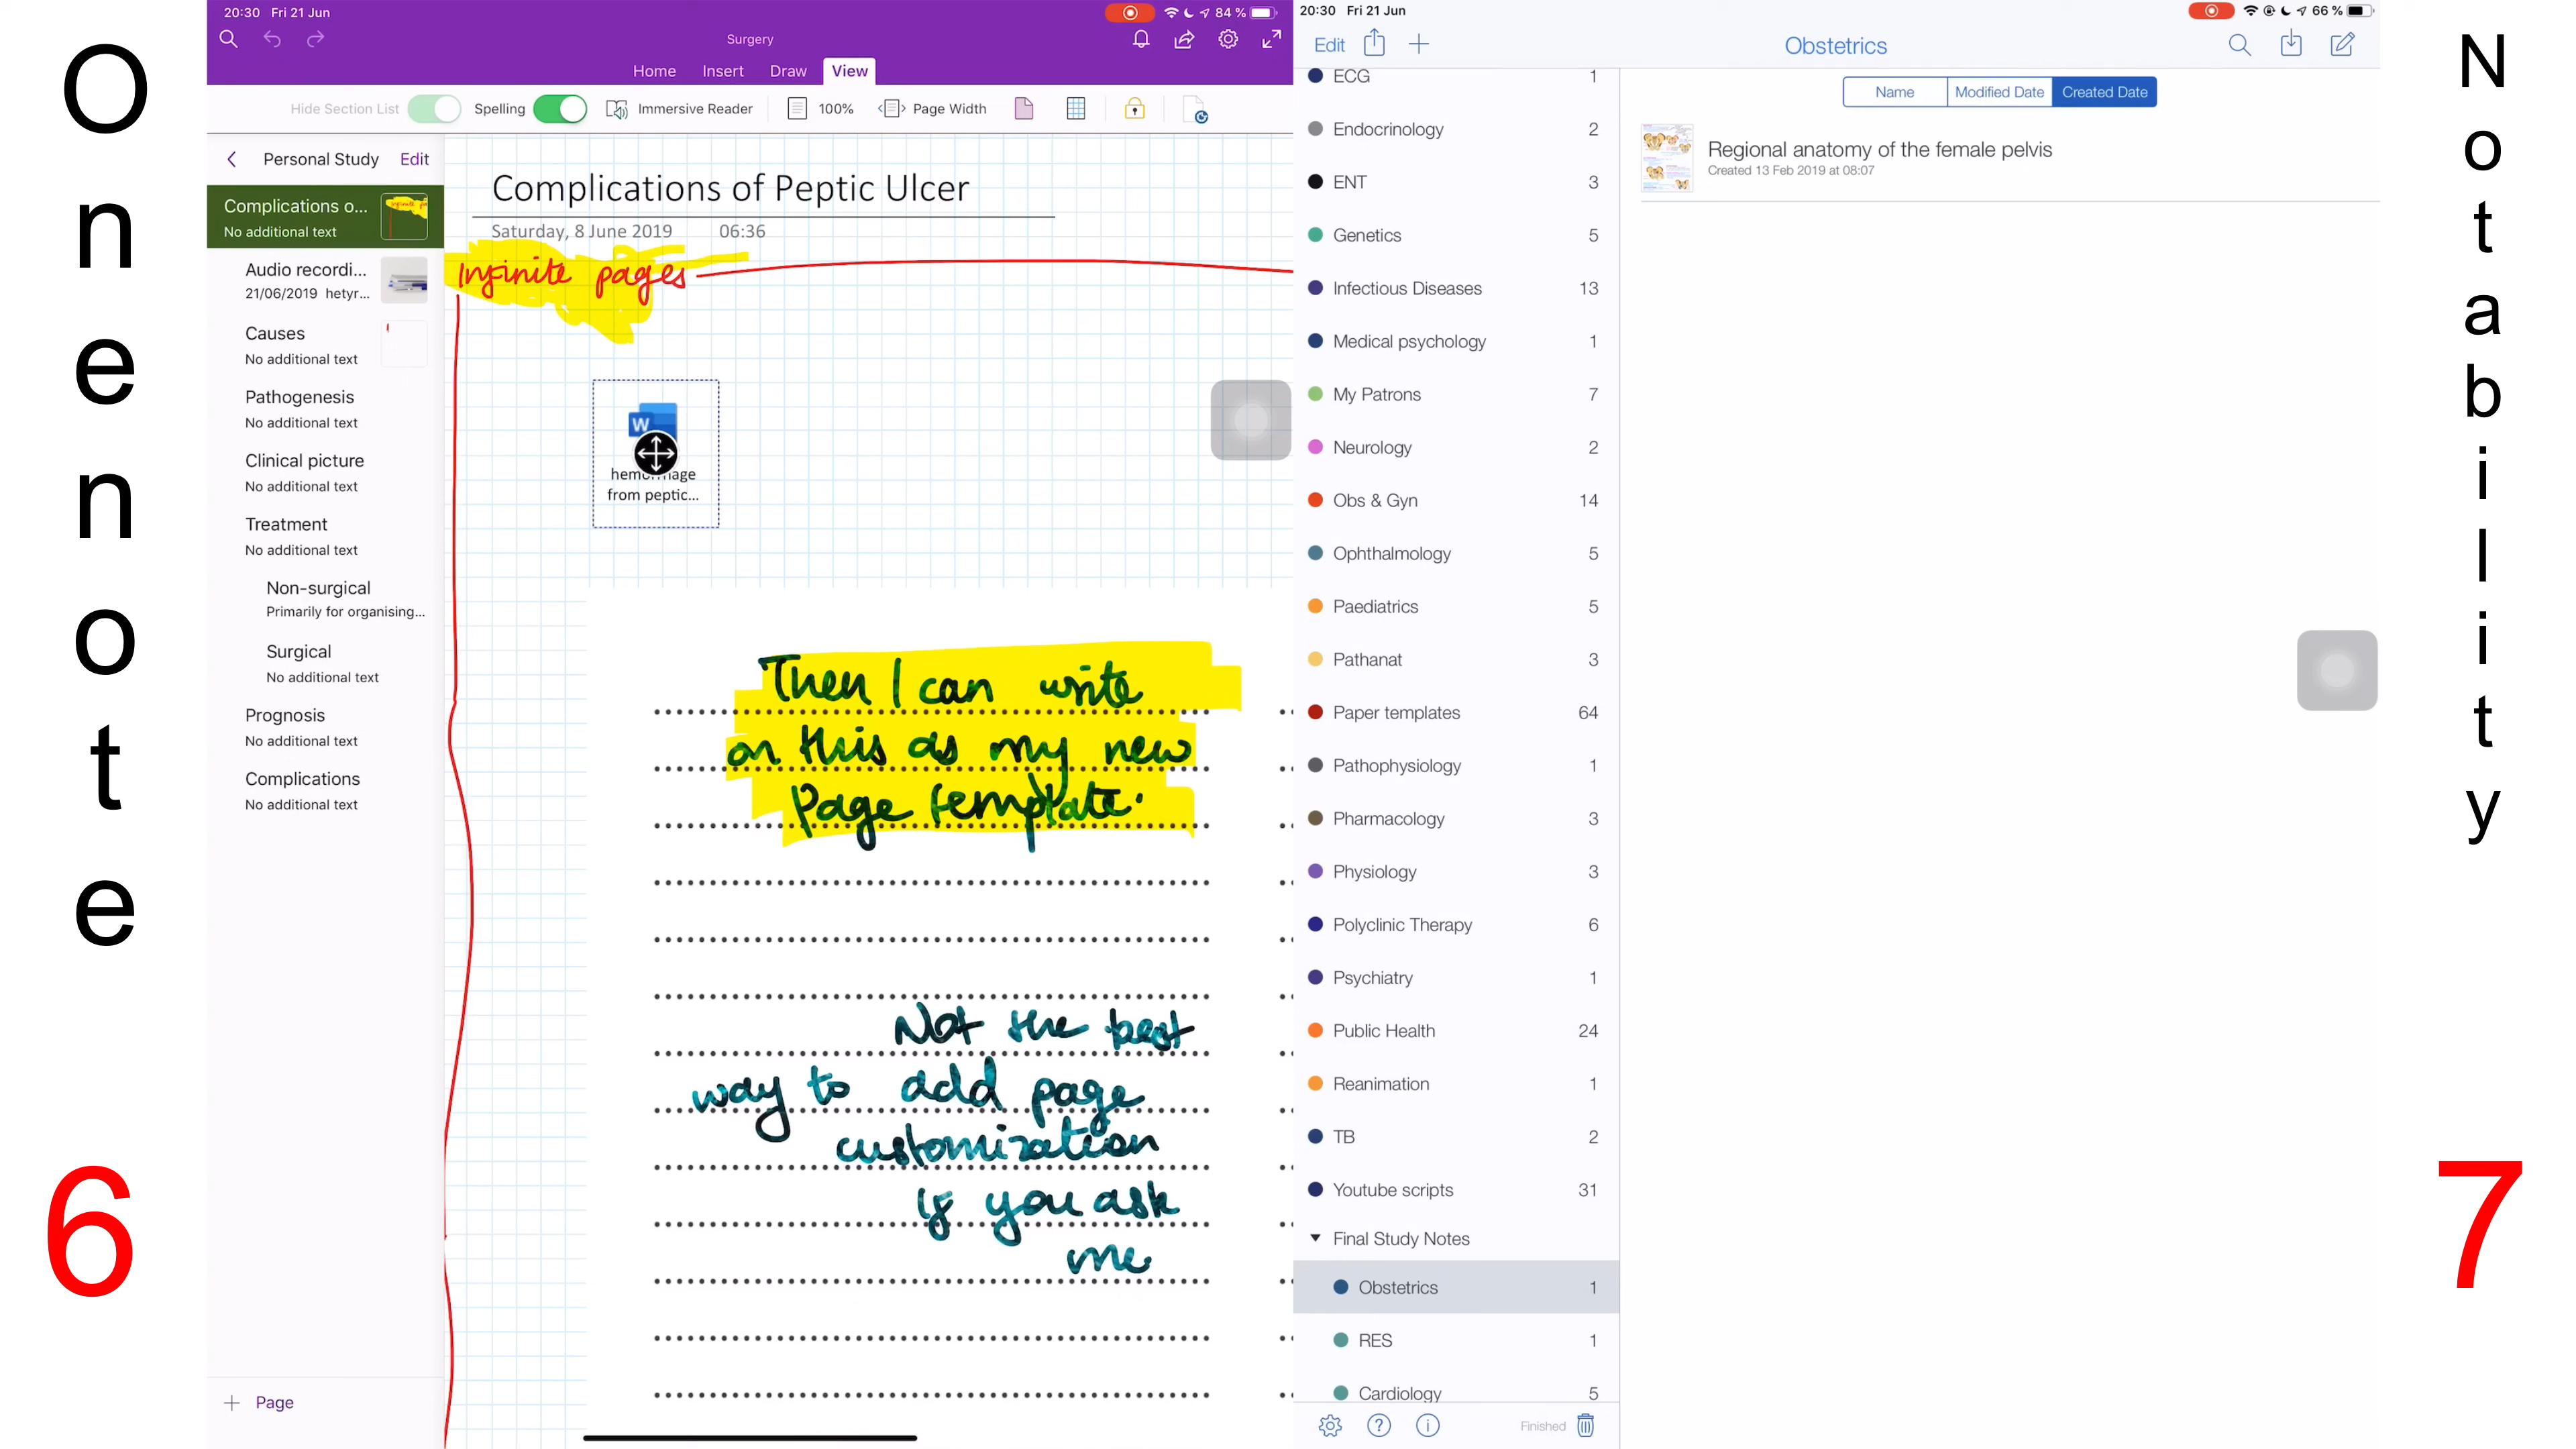 Onenote
6
20:30 Fri 21 Jun
84 %
Surgery
Home Insert Draw View
Hide Section List Spelling Immersive Reader 100% Page Width
Personal Study Edit
Complications o...
No additional text
Audio recordi...
21/06/2019 hetyr...
Causes
No additional text
Pathogenesis
No additional text
Clinical picture
No additional text
Treatment
No additional text
Non-surgical
Primarily for organising...
Surgical
No additional text
Prognosis
No additional text
Complications
No additional text
+ Page
Complications of Peptic Ulcer
Saturday, 8 June 2019 06:36
Infinite pages
W
from peptic...
Then I can write
on this as my new
Page template.
Not the best
way to add page
customization
if you ask
me
20:30 Fri 21 Jun
66 %
Edit
Obstetrics
ECG 1
Endocrinology 2
ENT 3
Genetics 5
Infectious Diseases 13
Medical psychology 1
My Patrons 7
Neurology 2
Obs & Gyn 14
Ophthalmology 5
Paediatrics 5
Pathanat 3
Paper templates 64
Pathophysiology 1
Pharmacology 3
Physiology 3
Polyclinic Therapy 6
Psychiatry 1
Public Health 24
Reanimation 1
TB 2
Youtube scripts 31
Final Study Notes
Obstetrics 1
RES 1
Cardiology 5
Finished
Name Modified Date Created Date
Regional anatomy of the female pelvis
Created 13 Feb 2019 at 08:07
Notability
7